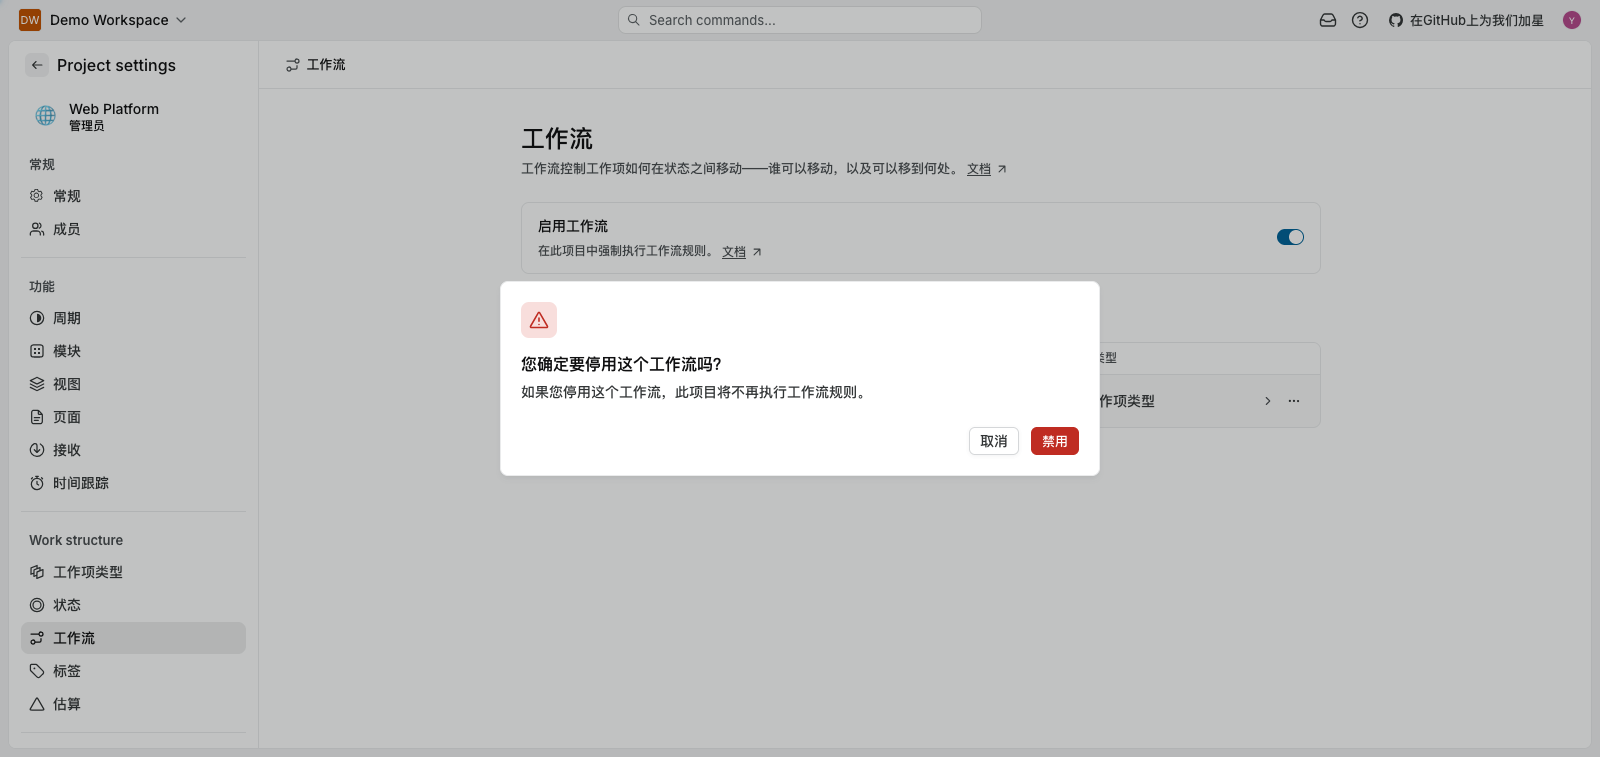 DW Demo Workspace
Search commands...
在GitHub上为我们加星
Y
Project settings
工作流
Web Platform
管理员
常规
常规
成员
功能
周期
模块
视图
页面
接收
时间跟踪
Work structure
工作项类型
状态
工作流
标签
估算
工作流
工作流控制工作项如何在状态之间移动——谁可以移动，以及可以移到何处。 文档
启用工作流
在此项目中强制执行工作流规则。 文档
类型
作项类型
您确定要停用这个工作流吗?
如果您停用这个工作流，此项目将不再执行工作流规则。
取消
禁用